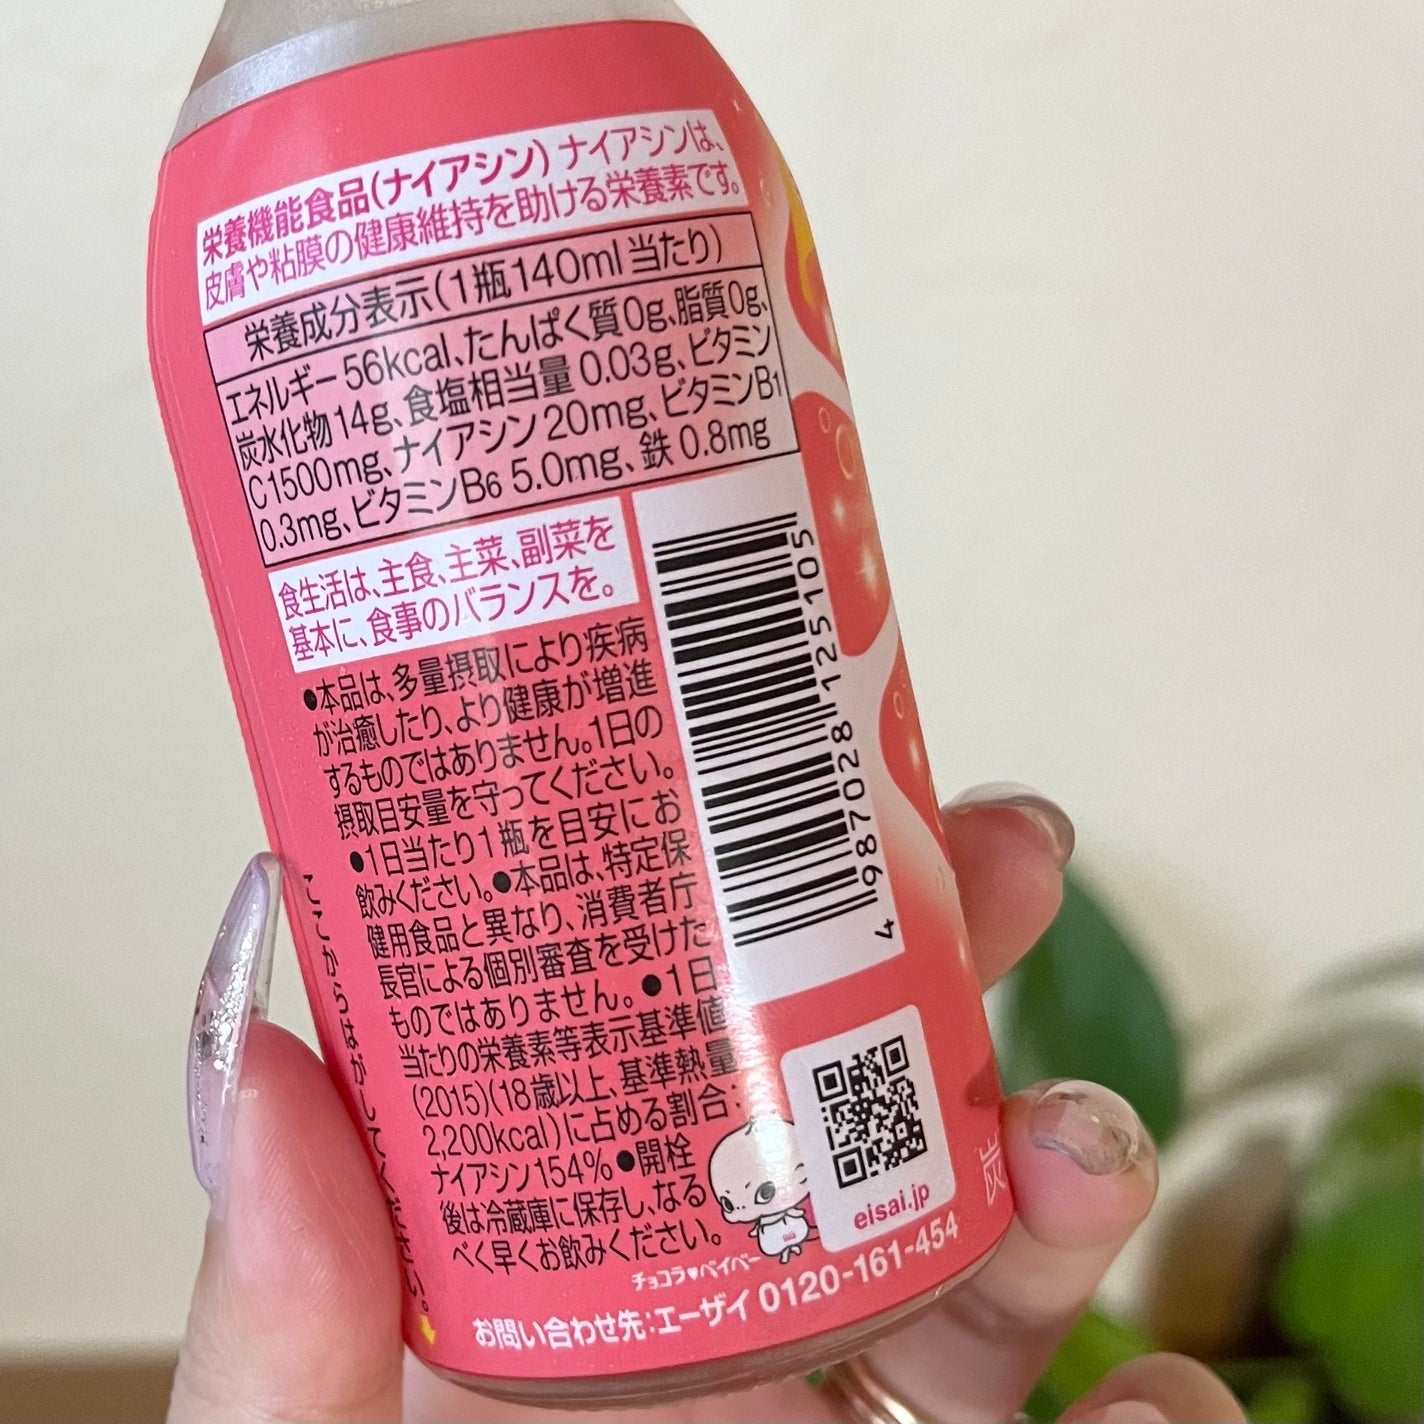 栄養機能食品(ナイアシン) ナイアシンは、
皮膚や粘膜の健康維持を助ける栄養素です。
栄養成分表示(1瓶140ml当たり)
エネルギー 56kcal、たんぱく質0g、脂質0g、
炭水化物14g、食塩相当量 0.03g、ビタミン
C1500mg、ナイアシン20mg、ビタミンB1
0.3mg、ビタミンB6 5.0mg、鉄 0.8mg
食生活は、主食、主菜、副菜を
基本に、食事のバランスを。
●本品は、多量摂取により疾病
が治癒したり、より健康が増進
するものではありません。1日の
摂取目安量を守ってください。
●1日当たり1瓶を目安にお
飲みください。●本品は、特定保
健用食品と異なり、消費者庁
長官による個別審査を受けた
ものではありません。●1日
当たりの栄養素等表示基準値
(2015)(18歳以上、基準熱量
2,200kcal)に占める割合:
ナイアシン154% ●開栓
後は冷蔵庫に保存し、なる
べく早くお飲みください。
チョコラ♥ベイベー
お問い合わせ先:エーザイ 0120-161-454
ここからはがしてください。
4 987028 125105
eisai.jp
炭